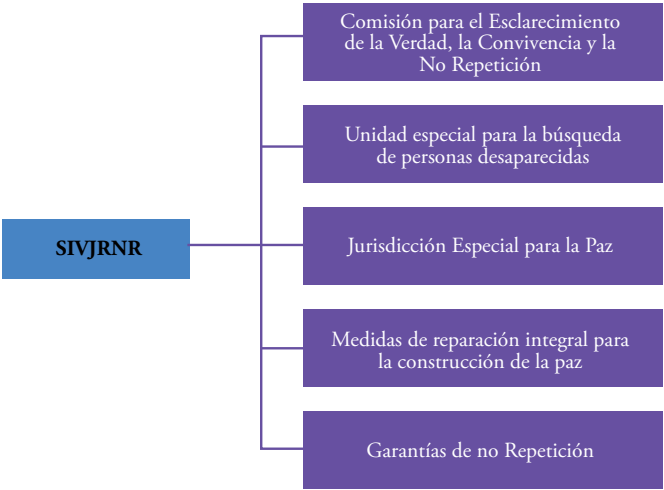 Comisión para el Esclarecimiento
de la Verdad, la Convivencia y la
No Repetición
Unidad especial para la búsqueda
de personas desaparecidas
SIVJRNR
Jurisdicción Especial para la Paz
Medidas de reparación integral para
la construcción de la paz
Garantías de no Repetición